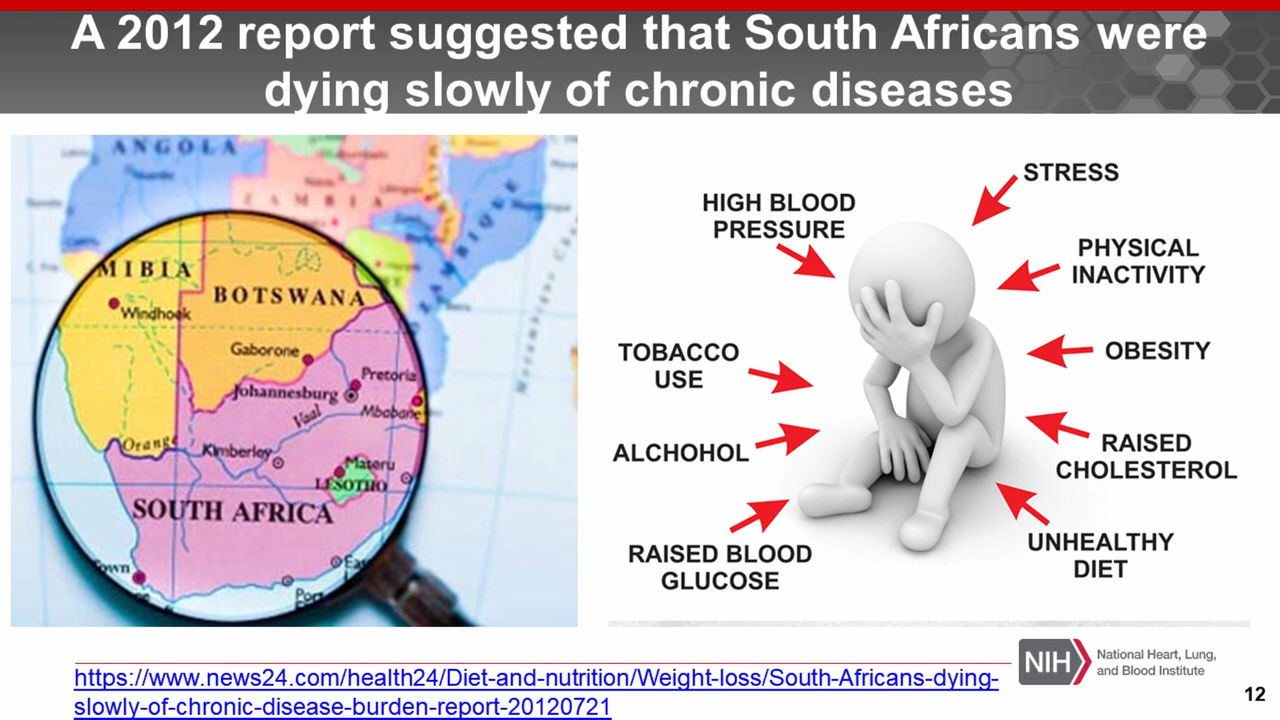 A 2012 report suggested that South Africans were
dying slowly of chronic diseases
ANGOLA
ZAMBIA
MIBIA
Windhoek
BOTSWANA
Gaborone
Pretoria
Johannesburg
Vaal
Mbabane
Orange
Kimberley
Maseru
LESOTHO
SOUTH AFRICA
own
Ea
Port
STRESS
HIGH BLOOD
PRESSURE
PHYSICAL
INACTIVITY
TOBACCO
USE
OBESITY
ALCHOHOL
RAISED
CHOLESTEROL
RAISED BLOOD
GLUCOSE
UNHEALTHY
DIET
https://www.news24.com/health24/Diet-and-nutrition/Weight-loss/South-Africans-dying-
slowly-of-chronic-disease-burden-report-20120721
NIH
National Heart, Lung,
and Blood Institute
12